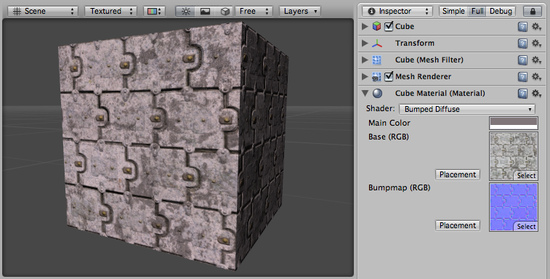 Scene Textured Free Layers
Inspector Simple Full Debug
Cube
Transform
Cube (Mesh Filter)
Mesh Renderer
Cube Material (Material)
Shader: Bumped Diffuse
Main Color
Base (RGB)
Placement Select
Bumpmap (RGB)
Placement Select